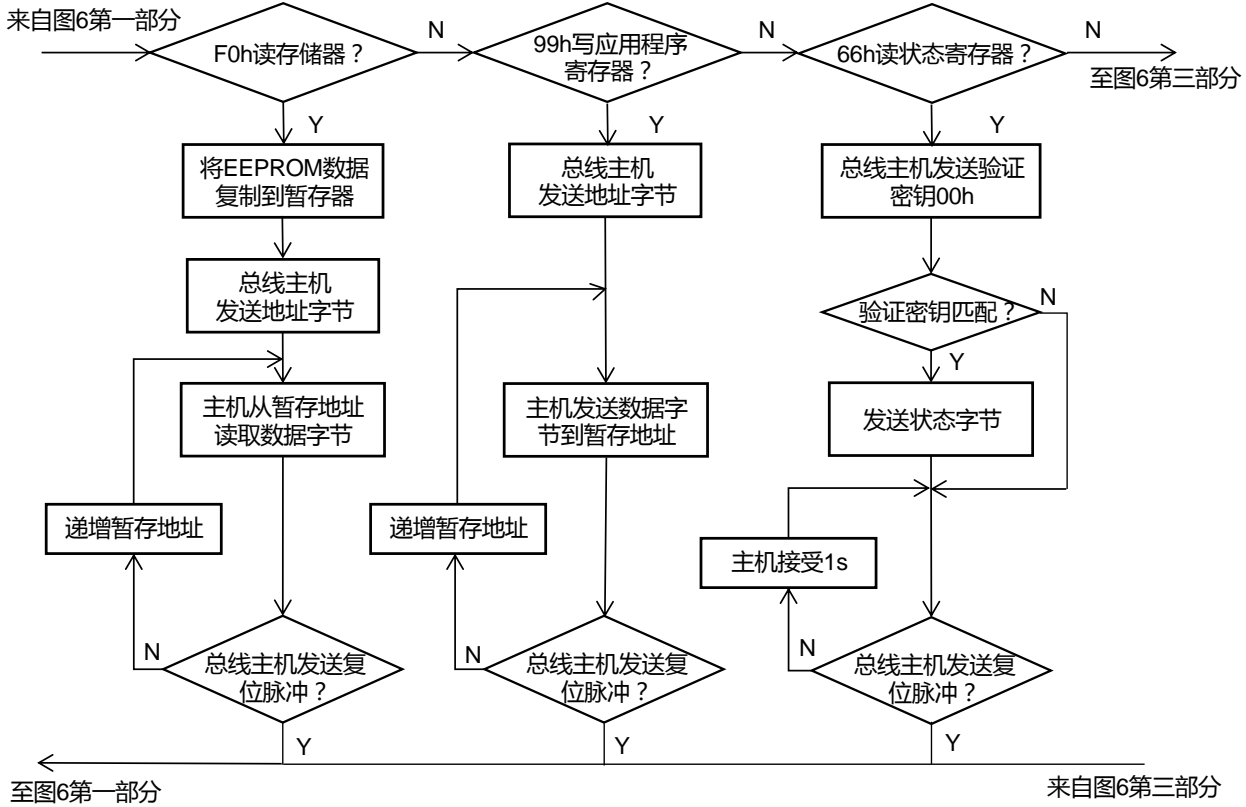 来自图6第一部分
F0h读存储器？
N
99h写应用程序
寄存器？
N
66h读状态寄存器？
N
至图6第三部分
Y
Y
Y
将EEPROM数据
复制到暂存器
总线主机
发送地址字节
总线主机发送验证
密钥00h
总线主机
发送地址字节
验证密钥匹配？
N
Y
主机从暂存地址
读取数据字节
主机发送数据字
节到暂存地址
发送状态字节
递增暂存地址
递增暂存地址
主机接受1s
N
总线主机发送复
位脉冲？
N
总线主机发送复
位脉冲？
N
总线主机发送复
位脉冲？
Y
Y
Y
至图6第一部分
来自图6第三部分